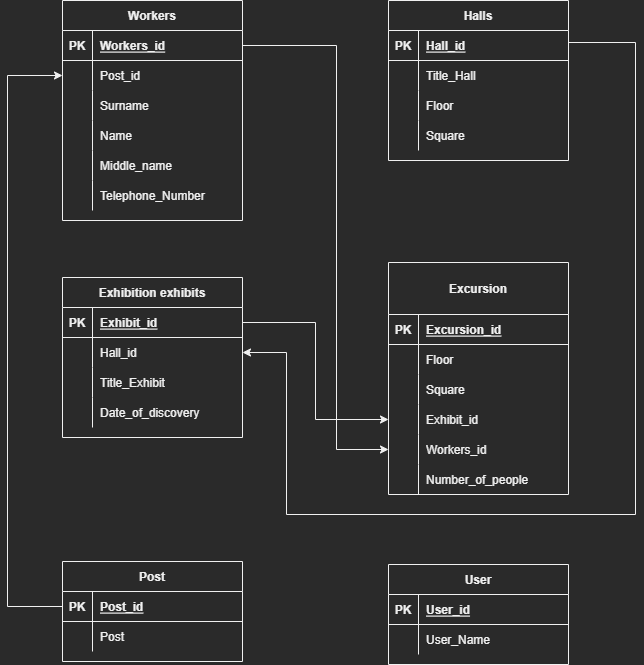 Workers
PK Workers_id
Post_id
Surname
Name
Middle_name
Telephone_Number
Halls
PK Hall_id
Title_Hall
Floor
Square
Exhibition exhibits
PK Exhibit_id
Hall_id
Title_Exhibit
Date_of_discovery
Excursion
PK Excursion_id
Floor
Square
Exhibit_id
Workers_id
Number_of_people
Post
PK Post_id
Post
User
PK User_id
User_Name